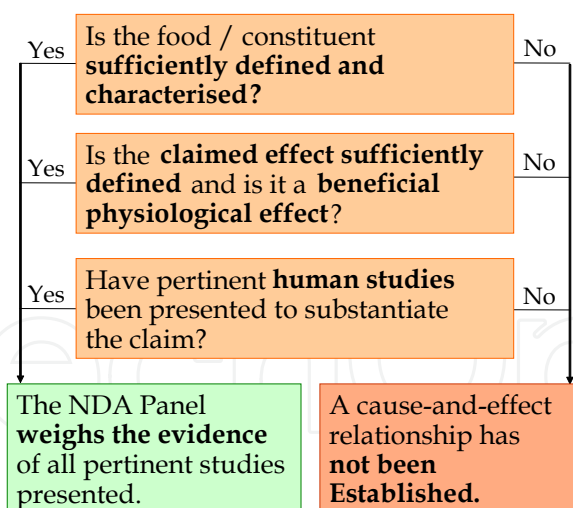 Yes
Is the food / constituent
sufficiently defined and
characterised?
No
Yes
Is the claimed effect sufficiently
defined and is it a beneficial
physiological effect?
No
Yes
Have pertinent human studies
been presented to substantiate
the claim?
No
The NDA Panel
weighs the evidence
of all pertinent studies
presented.
A cause-and-effect
relationship has
not been
Established.